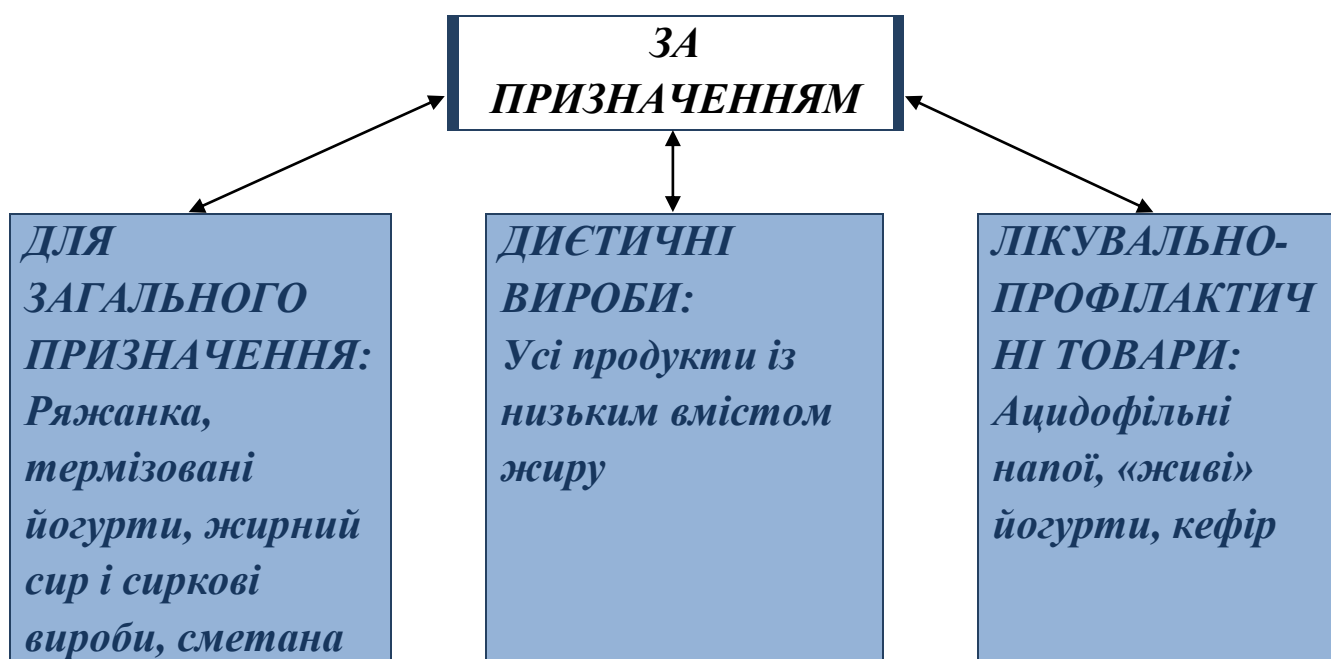 ЗА
ПРИЗНАЧЕННЯМ
ДЛЯ
ЗАГАЛЬНОГО
ПРИЗНАЧЕННЯ:
Ряжанка,
термізовані
йогурти, жирний
сир і сиркові
вироби, сметана
ДИЄТИЧНІ
ВИРОБИ:
Усі продукти із
низьким вмістом
жиру
ЛІКУВАЛЬНО-
ПРОФІЛАКТИЧ
НІ ТОВАРИ:
Ацидофільні
напої, «живі»
йогурти, кефір